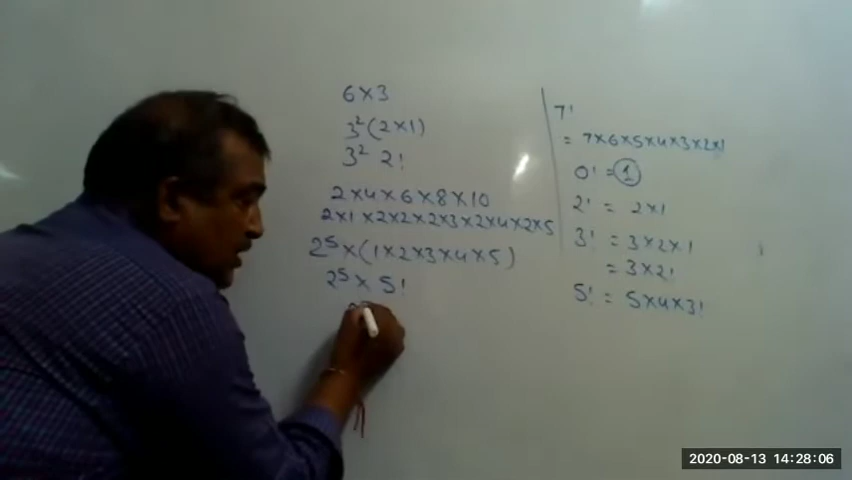 6×3
3²(2×1)
3² 2!
2×4×6×8×10
2×1×2×2×2×3×2×4×2×5
2⁵×(1×2×3×4×5)
2⁵× 5!
7!
= 7×6×5×4×3×2×1
0! = 1
2! = 2×1
3! = 3×2×1
= 3×2!
5! = 5×4×3!
2020-08-13 14:28:06